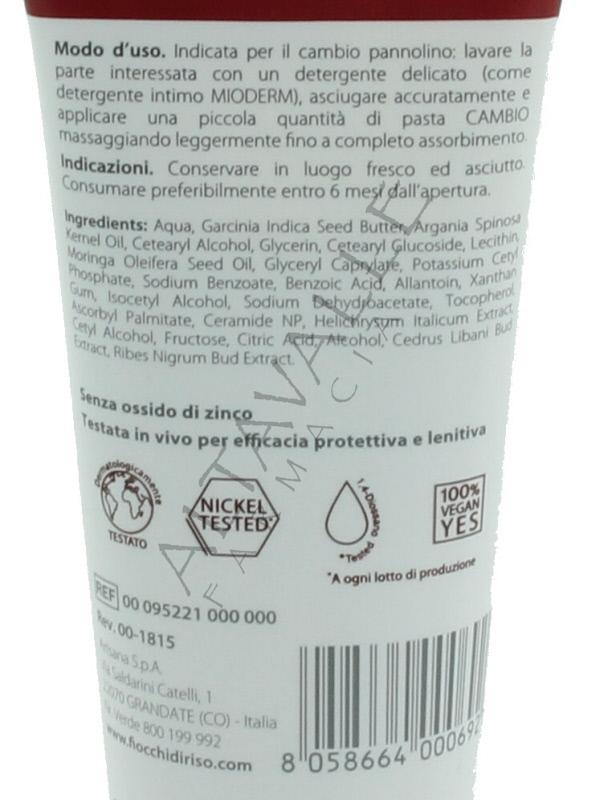 Modo d'uso. Indicata per il cambio pannolino: lavare la
parte interessata con un detergente delicato (come
detergente intimo MIODERM), asciugare accuratamente e
applicare una piccola quantità di pasta CAMBIO
massaggiando leggermente fino a completo assorbimento.
Indicazioni. Conservare in luogo fresco ed asciutto.
Consumare preferibilmente entro 6 mesi dall'apertura.
Ingredients: Aqua, Garcinia Indica Seed Butter, Argania Spinosa
Kernel Oil, Cetearyl Alcohol, Glycerin, Cetearyl Glucoside, Lecithin,
Moringa Oleifera Seed Oil, Glyceryl Caprylate, Potassium Cetyl
Phosphate, Sodium Benzoate, Benzoic Acid, Allantoin, Xanthan
Gum, Isocetyl Alcohol, Sodium Dehydroacetate, Tocopherol,
Ascorbyl Palmitate, Ceramide NP, Helichrysum Italicum Extract,
Cetyl Alcohol, Fructose, Citric Acid, Alcohol, Cedrus Libani Bud
Extract, Ribes Nigrum Bud Extract.
Senza ossido di zinco
Testata in vivo per efficacia protettiva e lenitiva
Dermatologicamente
TESTATO
NICKEL
TESTED*
1,4-Diossano
*Tested
100%
VEGAN
YES
*A ogni lotto di produzione
REF 00 095221 000 000
Rev. 00-1815
S.p.A.
Via Saldarini Catelli, 1
22070 GRANDATE (CO) - Italia
Verde 800 199 992
www.fiocchidiriso.com
8 058664 00069
ALTAVALLE
FARMACIA